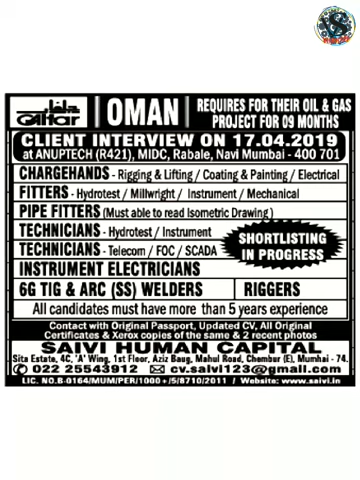 OMAN
REQUIRES FOR THEIR OIL & GAS
PROJECT FOR 09 MONTHS
CLIENT INTERVIEW ON 17.04.2019
at ANUPTECH (R421), MIDC, Rabale, Navi Mumbai - 400 701
CHARGEHANDS - Rigging & Lifting / Coating & Painting / Electrical
FITTERS - Hydrotest / Millwright / Instrument / Mechanical
PIPE FITTERS (Must able to read Isometric Drawing)
TECHNICIANS - Hydrotest / Instrument
TECHNICIANS - Telecom / FOC / SCADA
SHORTLISTING
IN PROGRESS
INSTRUMENT ELECTRICIANS
6G TIG & ARC (SS) WELDERS
RIGGERS
All candidates must have more than 5 years experience
Contact with Original Passport, Updated CV, All Original
Certificates & Xerox copies of the same & 2 recent photos
SAIVI HUMAN CAPITAL
Sita Estate, 4C, 'A' Wing, 1st Floor, Aziz Baug, Mahul Road, Chembur (E), Mumbai - 74.
022 25543912 cv.saivi123@gmail.com
LIC. NO.B-0164/MUM/PER/1000+/5/8710/2011 / Website: www.saivi.in